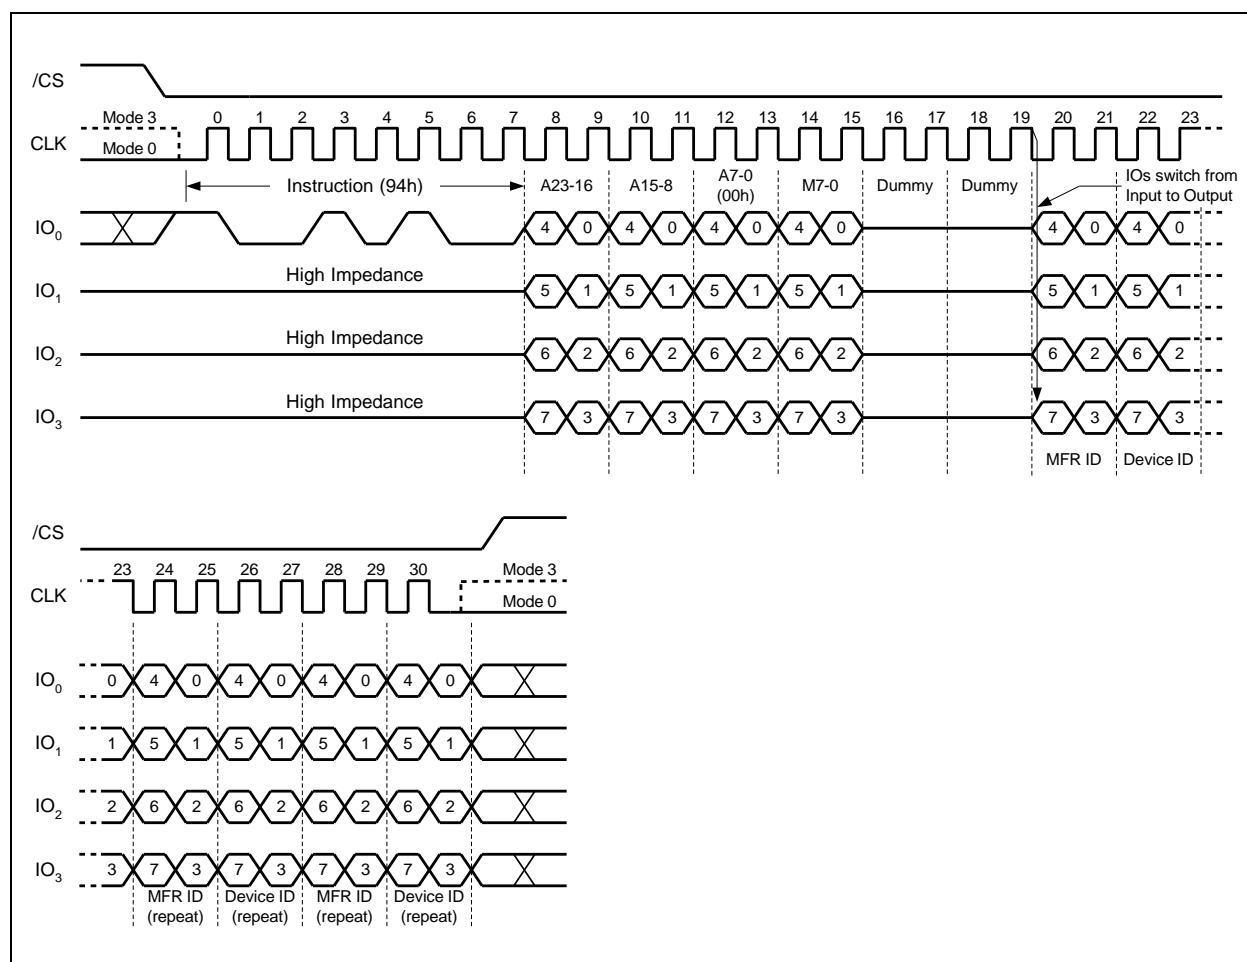 /CS
Mode 3 0 1 2 3 4 5 6 7 8 9 10 11 12 13 14 15 16 17 18 19 20 21 22 23
CLK
Mode 0
Instruction (94h) A23-16 A15-8 A7-0 (00h) M7-0 Dummy Dummy IOs switch from Input to Output
IO0 4 0 4 0 4 0 4 0 4 0 4 0
High Impedance
IO1 5 1 5 1 5 1 5 1 5 1 5 1
High Impedance
IO2 6 2 6 2 6 2 6 2 6 2 6 2
High Impedance
IO3 7 3 7 3 7 3 7 3 7 3 7 3
MFR ID Device ID
/CS
23 24 25 26 27 28 29 30 Mode 3
CLK
Mode 0
IO0 0 4 0 4 0 4 0 4 0
IO1 1 5 1 5 1 5 1 5 1
IO2 2 6 2 6 2 6 2 6 2
IO3 3 7 3 7 3 7 3 7 3
MFR ID Device ID MFR ID Device ID
(repeat) (repeat) (repeat) (repeat)